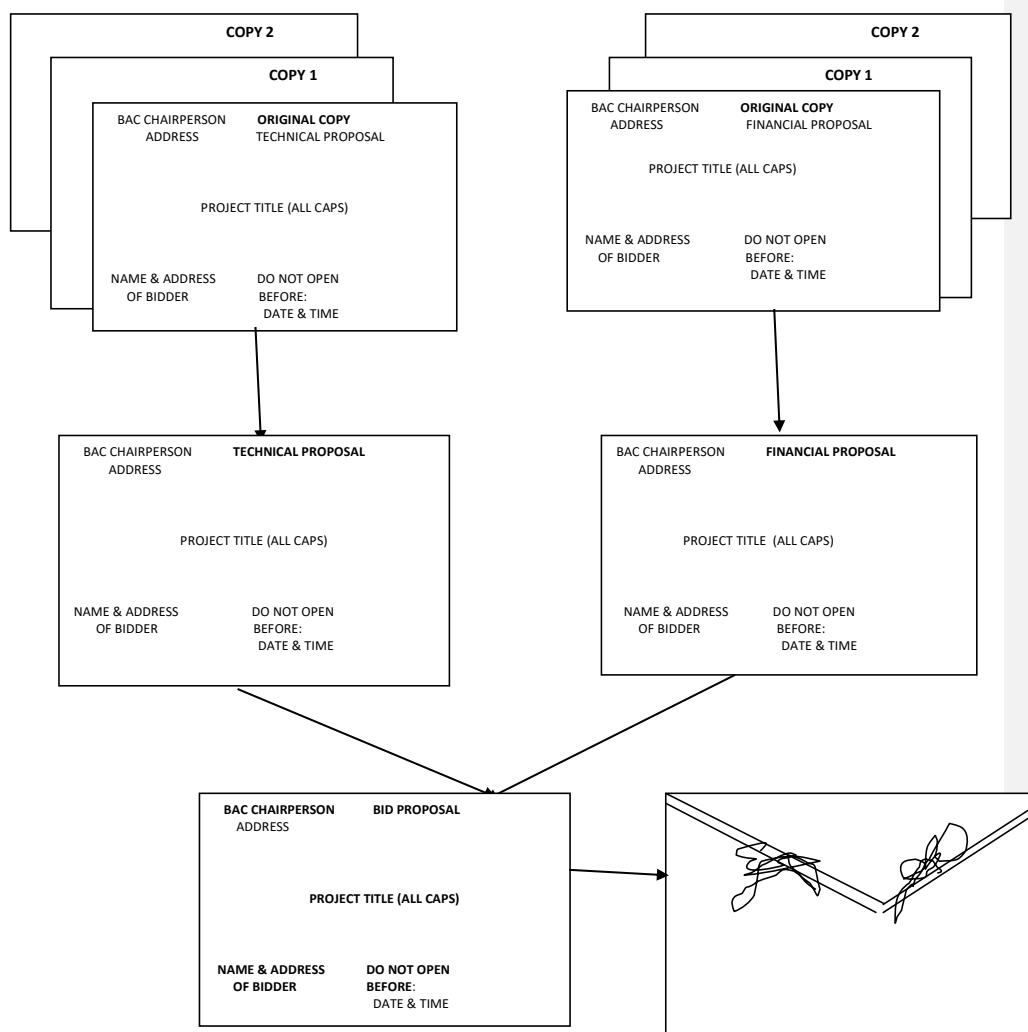 COPY 2
COPY 1
BAC CHAIRPERSON ORIGINAL COPY
ADDRESS TECHNICAL PROPOSAL
PROJECT TITLE (ALL CAPS)
NAME & ADDRESS DO NOT OPEN
OF BIDDER BEFORE:
DATE & TIME
COPY 2
COPY 1
BAC CHAIRPERSON ORIGINAL COPY
ADDRESS FINANCIAL PROPOSAL
PROJECT TITLE (ALL CAPS)
NAME & ADDRESS DO NOT OPEN
OF BIDDER BEFORE:
DATE & TIME
BAC CHAIRPERSON TECHNICAL PROPOSAL
ADDRESS
PROJECT TITLE (ALL CAPS)
NAME & ADDRESS DO NOT OPEN
OF BIDDER BEFORE:
DATE & TIME
BAC CHAIRPERSON FINANCIAL PROPOSAL
ADDRESS
PROJECT TITLE (ALL CAPS)
NAME & ADDRESS DO NOT OPEN
OF BIDDER BEFORE:
DATE & TIME
BAC CHAIRPERSON BID PROPOSAL
ADDRESS
PROJECT TITLE (ALL CAPS)
NAME & ADDRESS DO NOT OPEN
OF BIDDER BEFORE:
DATE & TIME